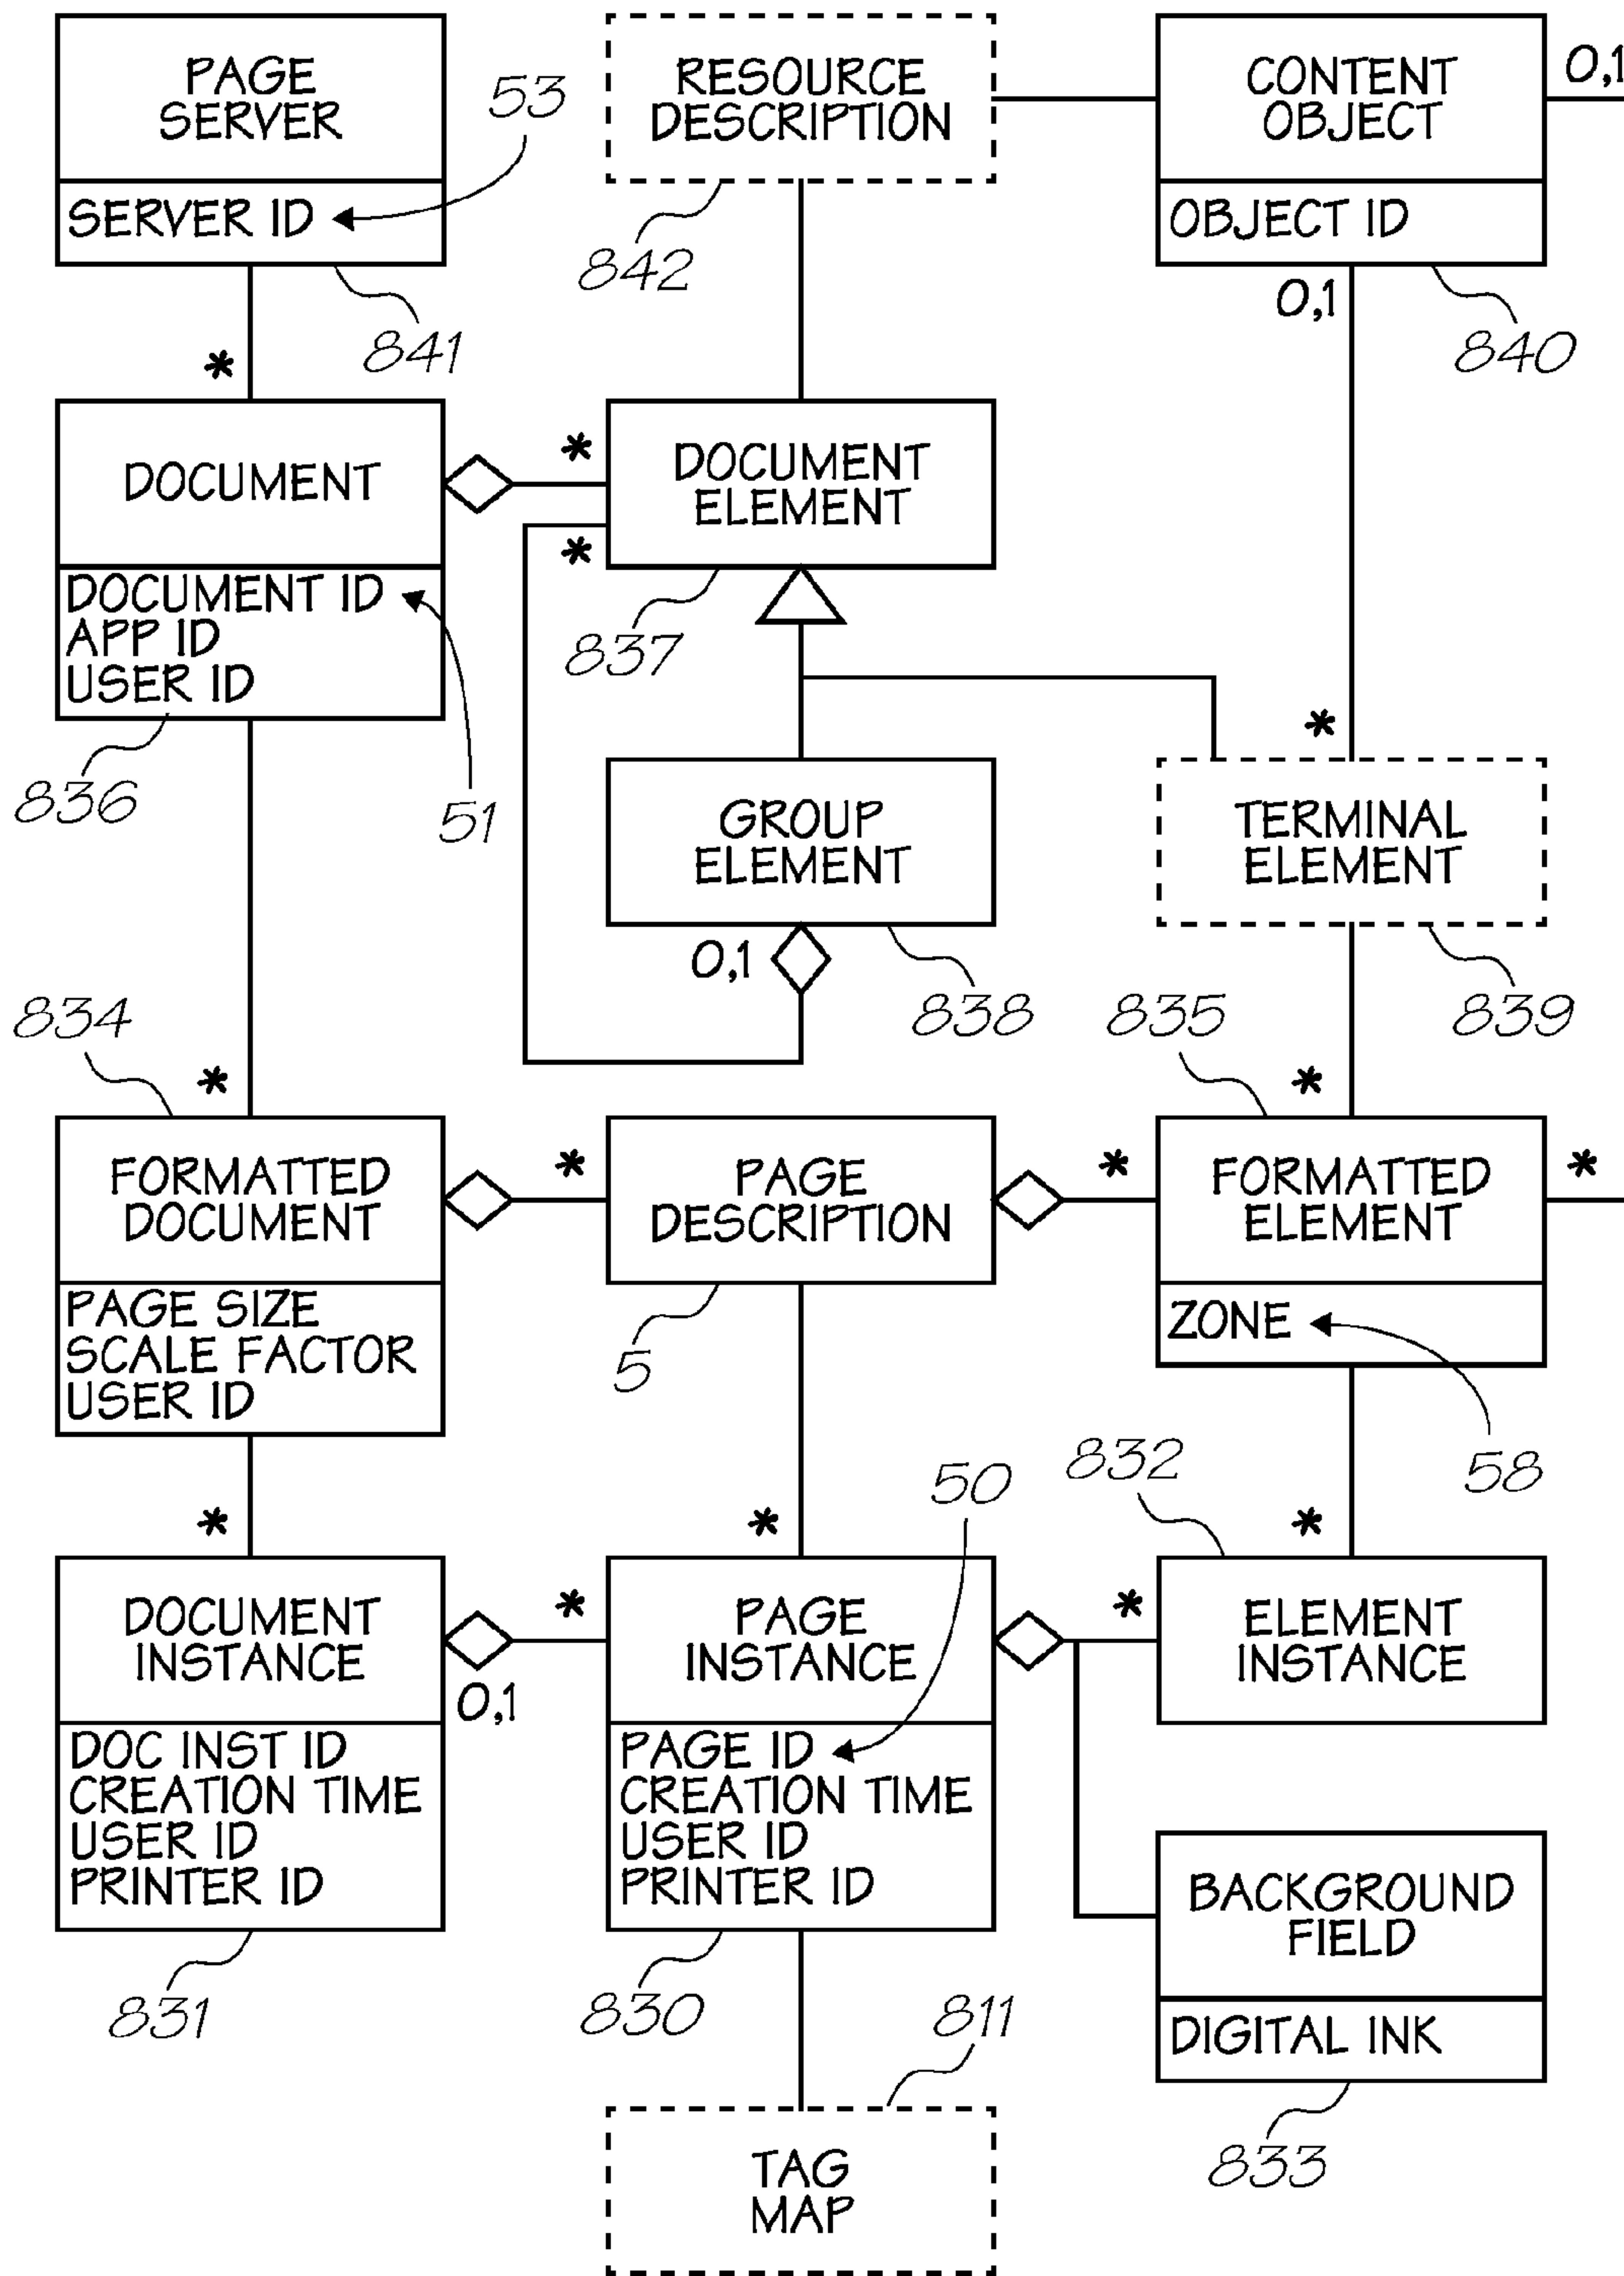 PAGE
SERVER
SERVER ID
53
841
RESOURCE
DESCRIPTION
842
CONTENT
OBJECT
OBJECT ID
0,1
0,1
840
*
DOCUMENT
DOCUMENT ID
APP ID
USER ID
836
51
*
DOCUMENT
ELEMENT
*
837
GROUP
ELEMENT
0,1
838
*
TERMINAL
ELEMENT
839
834
*
FORMATTED
DOCUMENT
PAGE SIZE
SCALE FACTOR
USER ID
*
PAGE
DESCRIPTION
5
*
835
*
FORMATTED
ELEMENT
*
ZONE
58
*
DOCUMENT
INSTANCE
0,1
DOC INST ID
CREATION TIME
USER ID
PRINTER ID
831
*
*
50
PAGE
INSTANCE
PAGE ID
CREATION TIME
USER ID
PRINTER ID
830
832
*
*
ELEMENT
INSTANCE
BACKGROUND
FIELD
DIGITAL INK
833
811
TAG
MAP